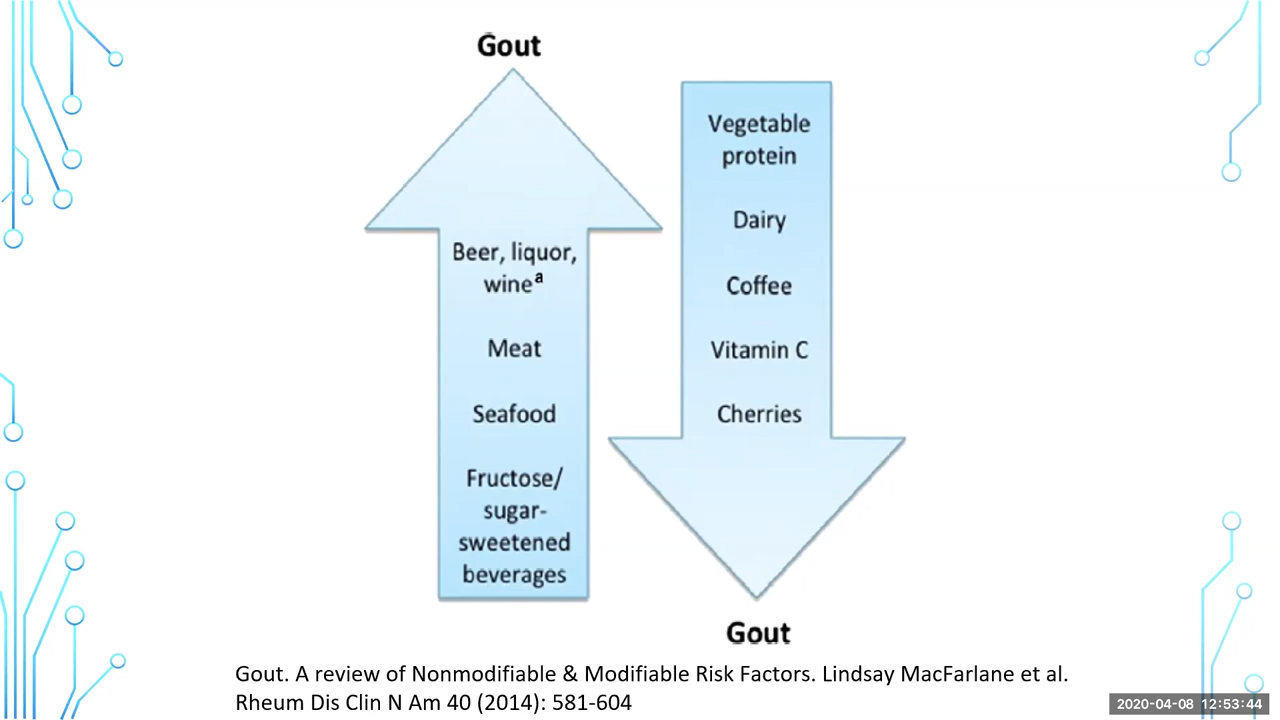 Gout
Beer, liquor,
wineª
Meat
Seafood
Fructose/
sugar-
sweetened
beverages
Vegetable
protein
Dairy
Coffee
Vitamin C
Cherries
Gout
Gout. A review of Nonmodifiable & Modifiable Risk Factors. Lindsay MacFarlane et al.
Rheum Dis Clin N Am 40 (2014): 581-604
2020-04-08 12:53:44